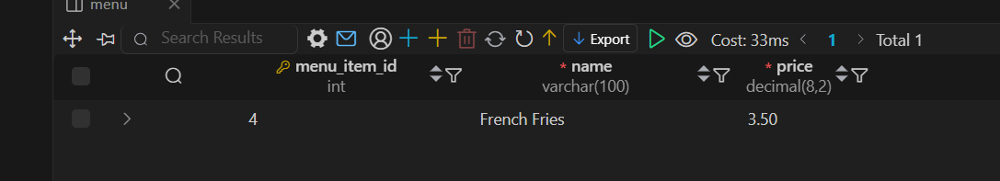 menu
Search Results
Export
Cost: 33ms
1
Total 1
menu_item_id
int
* name
varchar(100)
* price
decimal(8,2)
4
French Fries
3.50